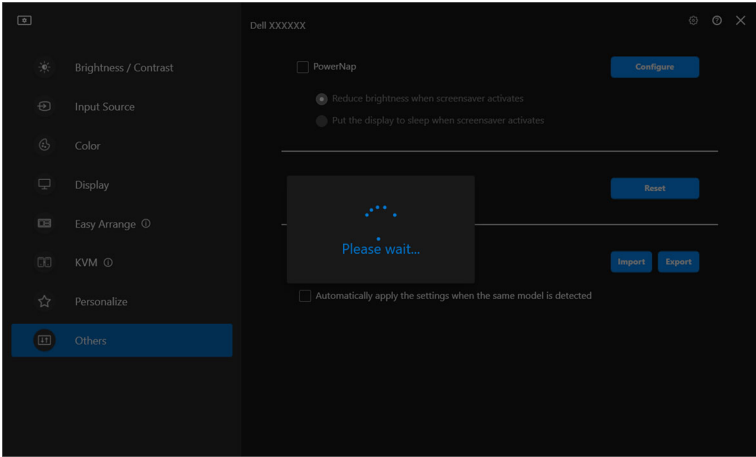 Dell XXXXXX
Brightness / Contrast
Input Source
Color
Display
Easy Arrange
KVM
Personalize
Others
PowerNap
Configure
Reduce brightness when screensaver activates
Put the display to sleep when screensaver activates
Reset
Please wait...
Import Export
Automatically apply the settings when the same model is detected